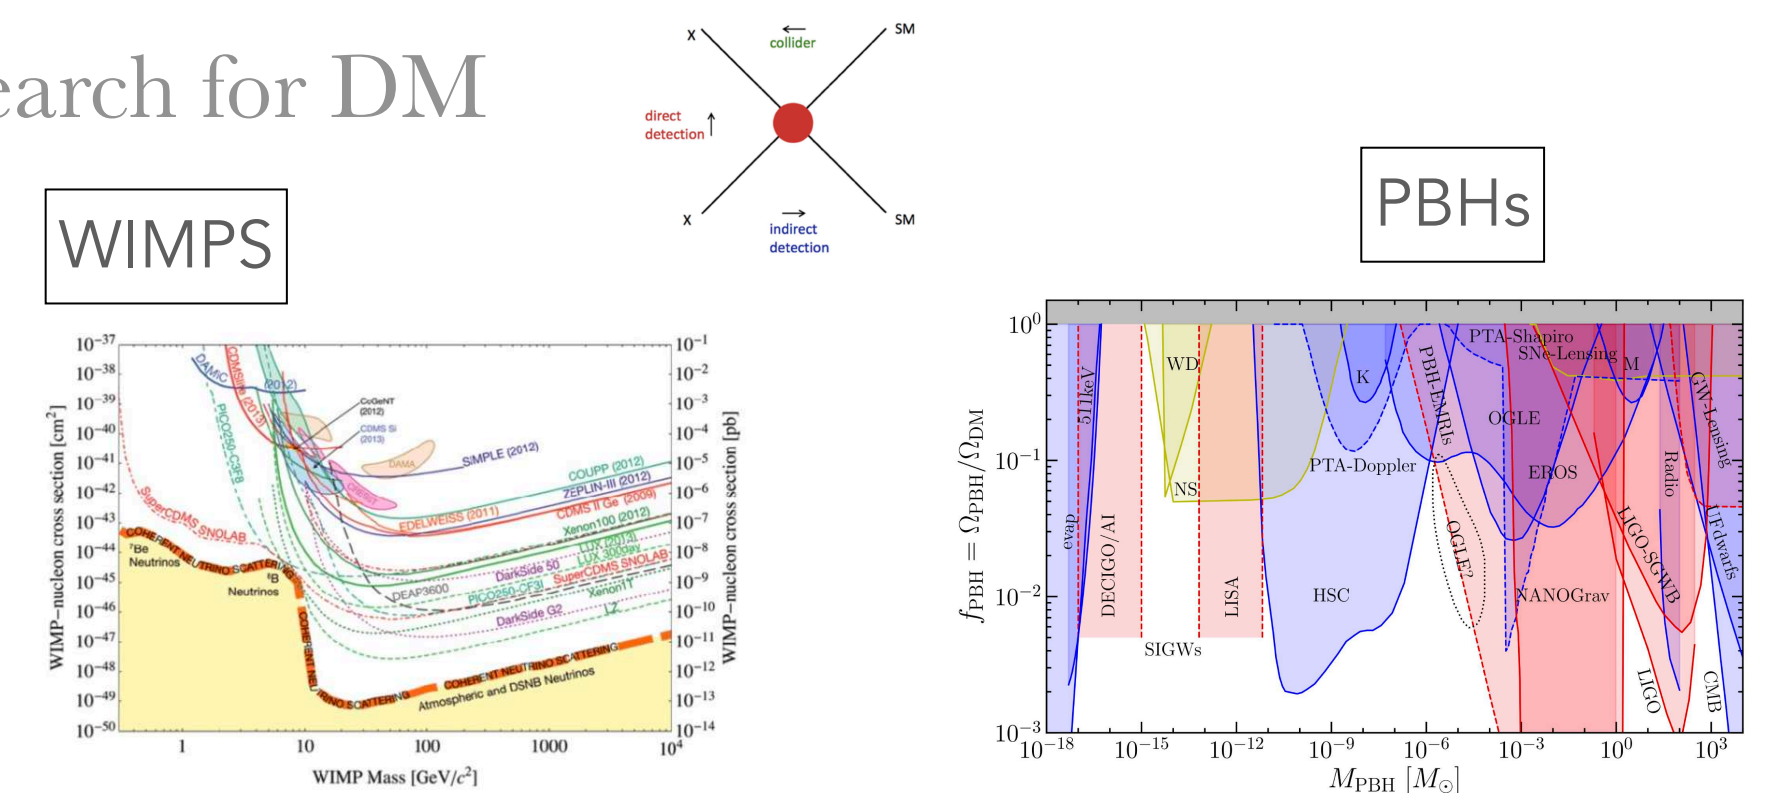 earch for DM
X
SM
← collider
direct
detection ↑
X
SM
→ indirect
detection
WIMPS
PBHs
WIMP−nucleon cross section [cm²]
10⁻³⁷
10⁻³⁸
10⁻³⁹
10⁻⁴⁰
10⁻⁴¹
10⁻⁴²
10⁻⁴³
10⁻⁴⁴
10⁻⁴⁵
10⁻⁴⁶
10⁻⁴⁷
10⁻⁴⁸
10⁻⁴⁹
10⁻⁵⁰
DAMIC
(2012)
CDMSlite (2013)
PICO250-C3F8
CoGeNT
(2012)
CDMS Si
(2013)
DAMA
CRESST
SIMPLE (2012)
COUPP (2012)
ZEPLIN-III (2012)
CDMS II Ge (2009)
EDELWEISS (2011)
Xenon100 (2012)
SuperCDMS SNOLAB
LUX (2013)
LUX 300day
DarkSide 50
SuperCDMS SNOLAB
DEAP3600
PICO250-CF3I
Xenon1T
DarkSide G2
LZ
COHERENT NEUTRINO SCATTERING
⁷Be
Neutrinos
⁸B
Neutrinos
COHERENT NEUTRINO SCATTERING
COHERENT NEUTRINO SCATTERING
Atmospheric and DSNB Neutrinos
10⁻¹
10⁻²
10⁻³
10⁻⁴
10⁻⁵
10⁻⁶
10⁻⁷
10⁻⁸
10⁻⁹
10⁻¹⁰
10⁻¹¹
10⁻¹²
10⁻¹³
10⁻¹⁴
WIMP−nucleon cross section [pb]
1 10 100 1000 10⁴
WIMP Mass [GeV/c²]
f_PBH = Ω_PBH/Ω_DM
10⁰
10⁻¹
10⁻²
10⁻³
511keV
evap
DECIGO/AI
WD
NS
LISA
SIGWs
K
PTA-Doppler
HSC
PBH-EMRIs
OGLE?
PTA-Shapiro
SNe-Lensing
M
OGLE
EROS
NANOGrav
LIGO-SGWB
LIGO
Radio
GW-Lensing
UFdwarfs
CMB
10⁻¹⁸ 10⁻¹⁵ 10⁻¹² 10⁻⁹ 10⁻⁶ 10⁻³ 10⁰ 10³
M_PBH [M⊙]